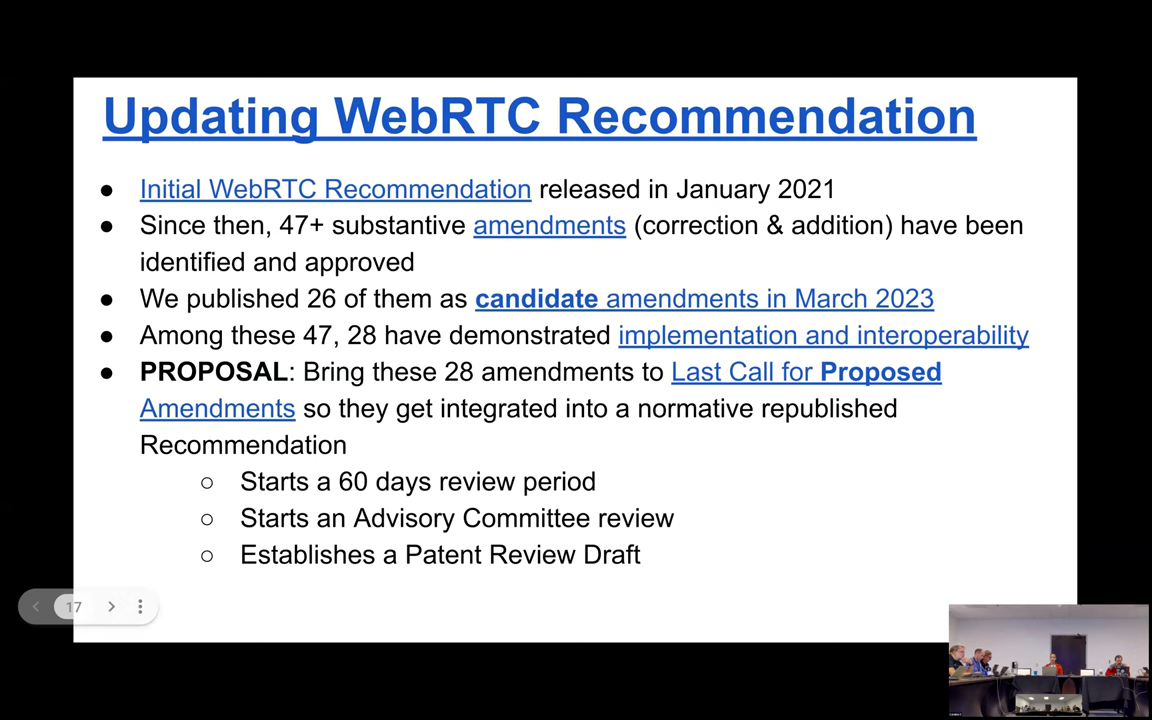 Updating WebRTC Recommendation
● Initial WebRTC Recommendation released in January 2021
● Since then, 47+ substantive amendments (correction & addition) have been
identified and approved
● We published 26 of them as candidate amendments in March 2023
● Among these 47, 28 have demonstrated implementation and interoperability
● PROPOSAL: Bring these 28 amendments to Last Call for Proposed
Amendments so they get integrated into a normative republished
Recommendation
○ Starts a 60 days review period
○ Starts an Advisory Committee review
○ Establishes a Patent Review Draft
17